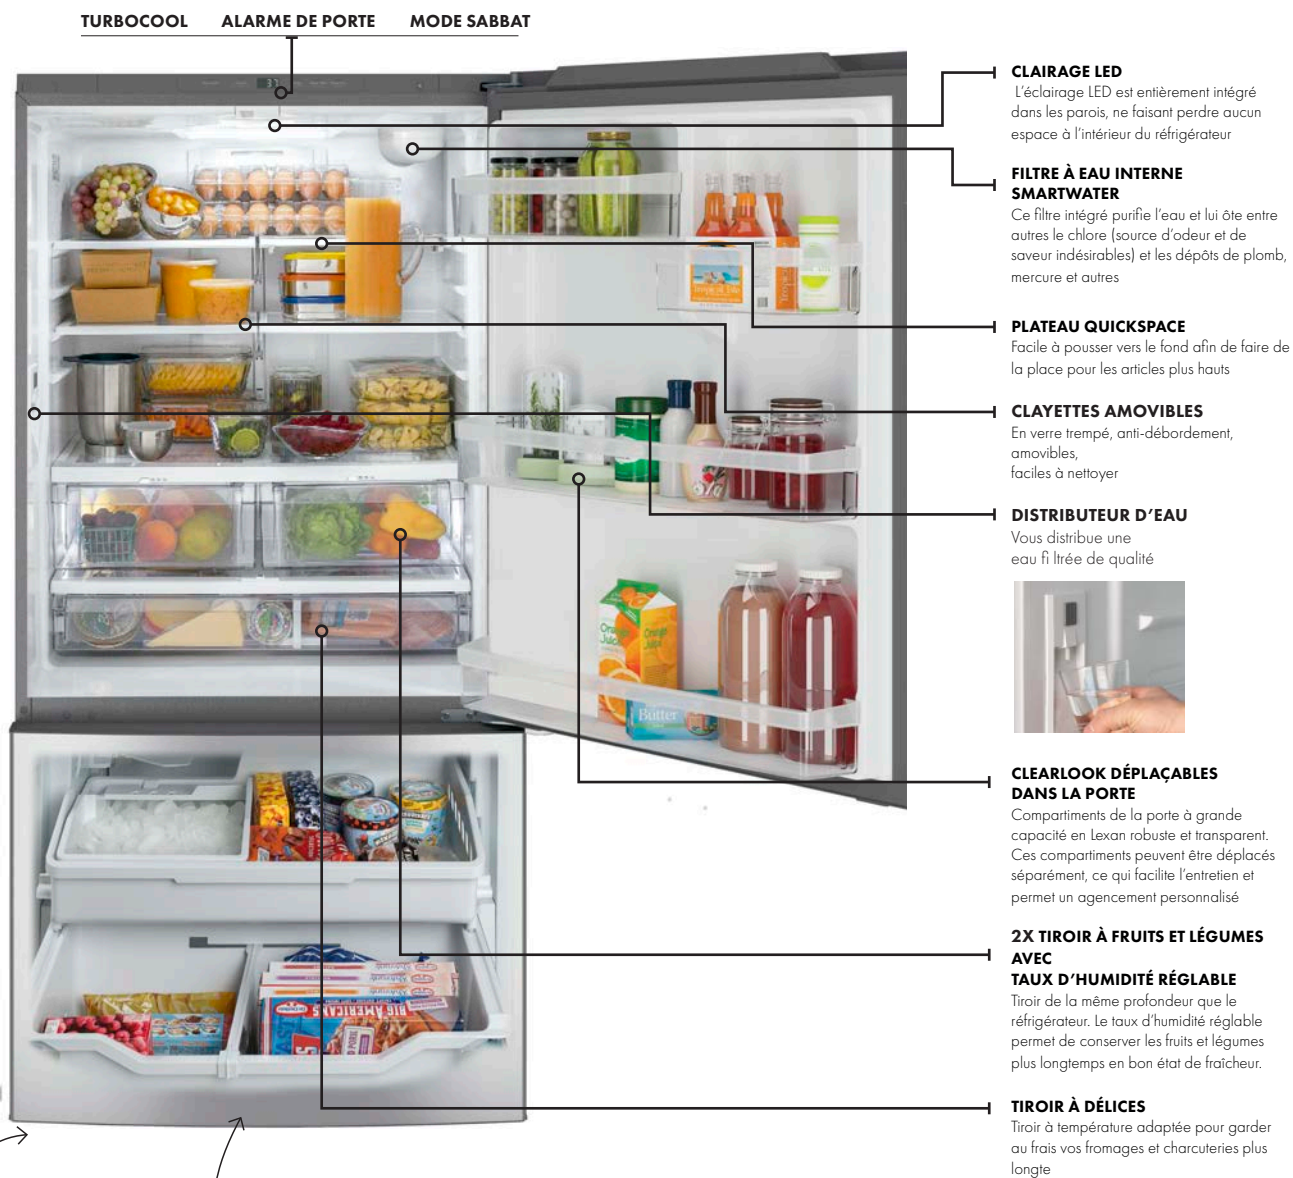 TURBOCOOL ALARME DE PORTE MODE SABBAT
37
CLAIRAGE LED
L'éclairage LED est entièrement intégré
dans les parois, ne faisant perdre aucun
espace à l'intérieur du réfrigérateur
FILTRE À EAU INTERNE
SMARTWATER
Ce filtre intégré purifie l'eau et lui ôte entre
autres le chlore (source d'odeur et de
saveur indésirables) et les dépôts de plomb,
mercure et autres
PLATEAU QUICKSPACE
Facile à pousser vers le fond afin de faire de
la place pour les articles plus hauts
CLAYETTES AMOVIBLES
En verre trempé, anti-débordement,
amovibles,
faciles à nettoyer
DISTRIBUTEUR D'EAU
Vous distribue une
eau fi ltrée de qualité
Orange
Juice
Butter
CLEARLOOK DÉPLAÇABLES
DANS LA PORTE
Compartiments de la porte à grande
capacité en Lexan robuste et transparent.
Ces compartiments peuvent être déplacés
séparément, ce qui facilite l'entretien et
permet un agencement personnalisé
2X TIROIR À FRUITS ET LÉGUMES
AVEC
TAUX D'HUMIDITÉ RÉGLABLE
Tiroir de la même profondeur que le
réfrigérateur. Le taux d'humidité réglable
permet de conserver les fruits et légumes
plus longtemps en bon état de fraîcheur.
BIG AMERICANS
TIROIR À DÉLICES
Tiroir à température adaptée pour garder
au frais vos fromages et charcuteries plus
longte